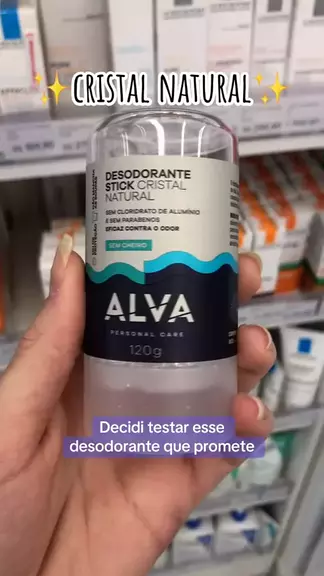 ✨CRISTAL NATURAL✨
DESODORANTE
STICK CRISTAL
NATURAL
SEM CLORIDRATO DE ALUMÍNIO
E SEM PARABENOS
EFICAZ CONTRA O ODOR
SEM CHEIRO
ALVA
PERSONAL CARE
120g
Decidi testar esse
desodorante que promete